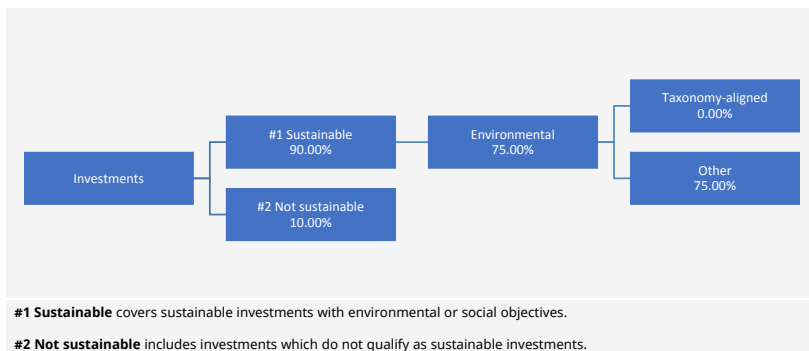 Taxonomy-aligned
0.00%
#1 Sustainable
90.00%
Environmental
75.00%
Investments
Other
75.00%
#2 Not sustainable
10.00%
#1 Sustainable covers sustainable investments with environmental or social objectives.
#2 Not sustainable includes investments which do not qualify as sustainable investments.